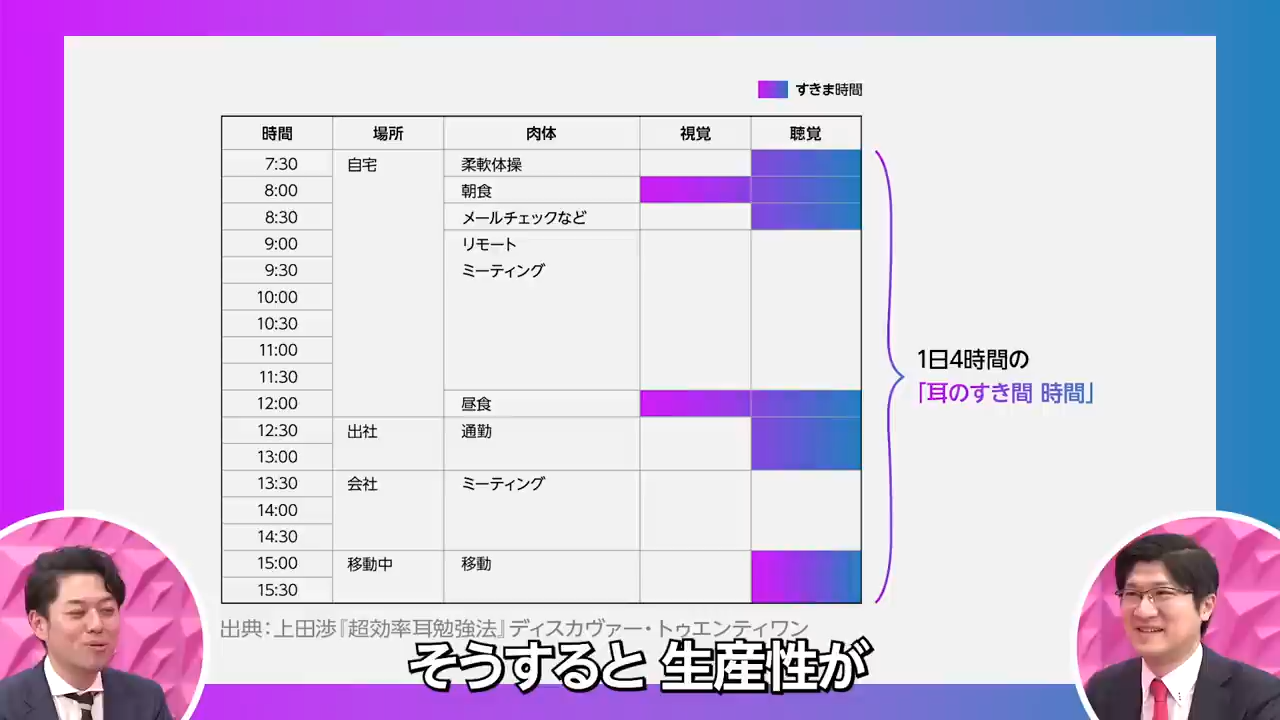 すきま時間
時間 場所 肉体 視覚 聴覚
7:30 自宅 柔軟体操
8:00 朝食
8:30 メールチェックなど
9:00 リモート
9:30 ミーティング
10:00
10:30
11:00
11:30
12:00 昼食
12:30 出社 通勤
13:00
13:30 会社 ミーティング
14:00
14:30
15:00 移動中 移動
15:30
1日4時間の
「耳のすき間 時間」
出典：上田渉『超効率耳勉強法』ディスカヴァー・トゥエンティワン
そうすると 生産性が